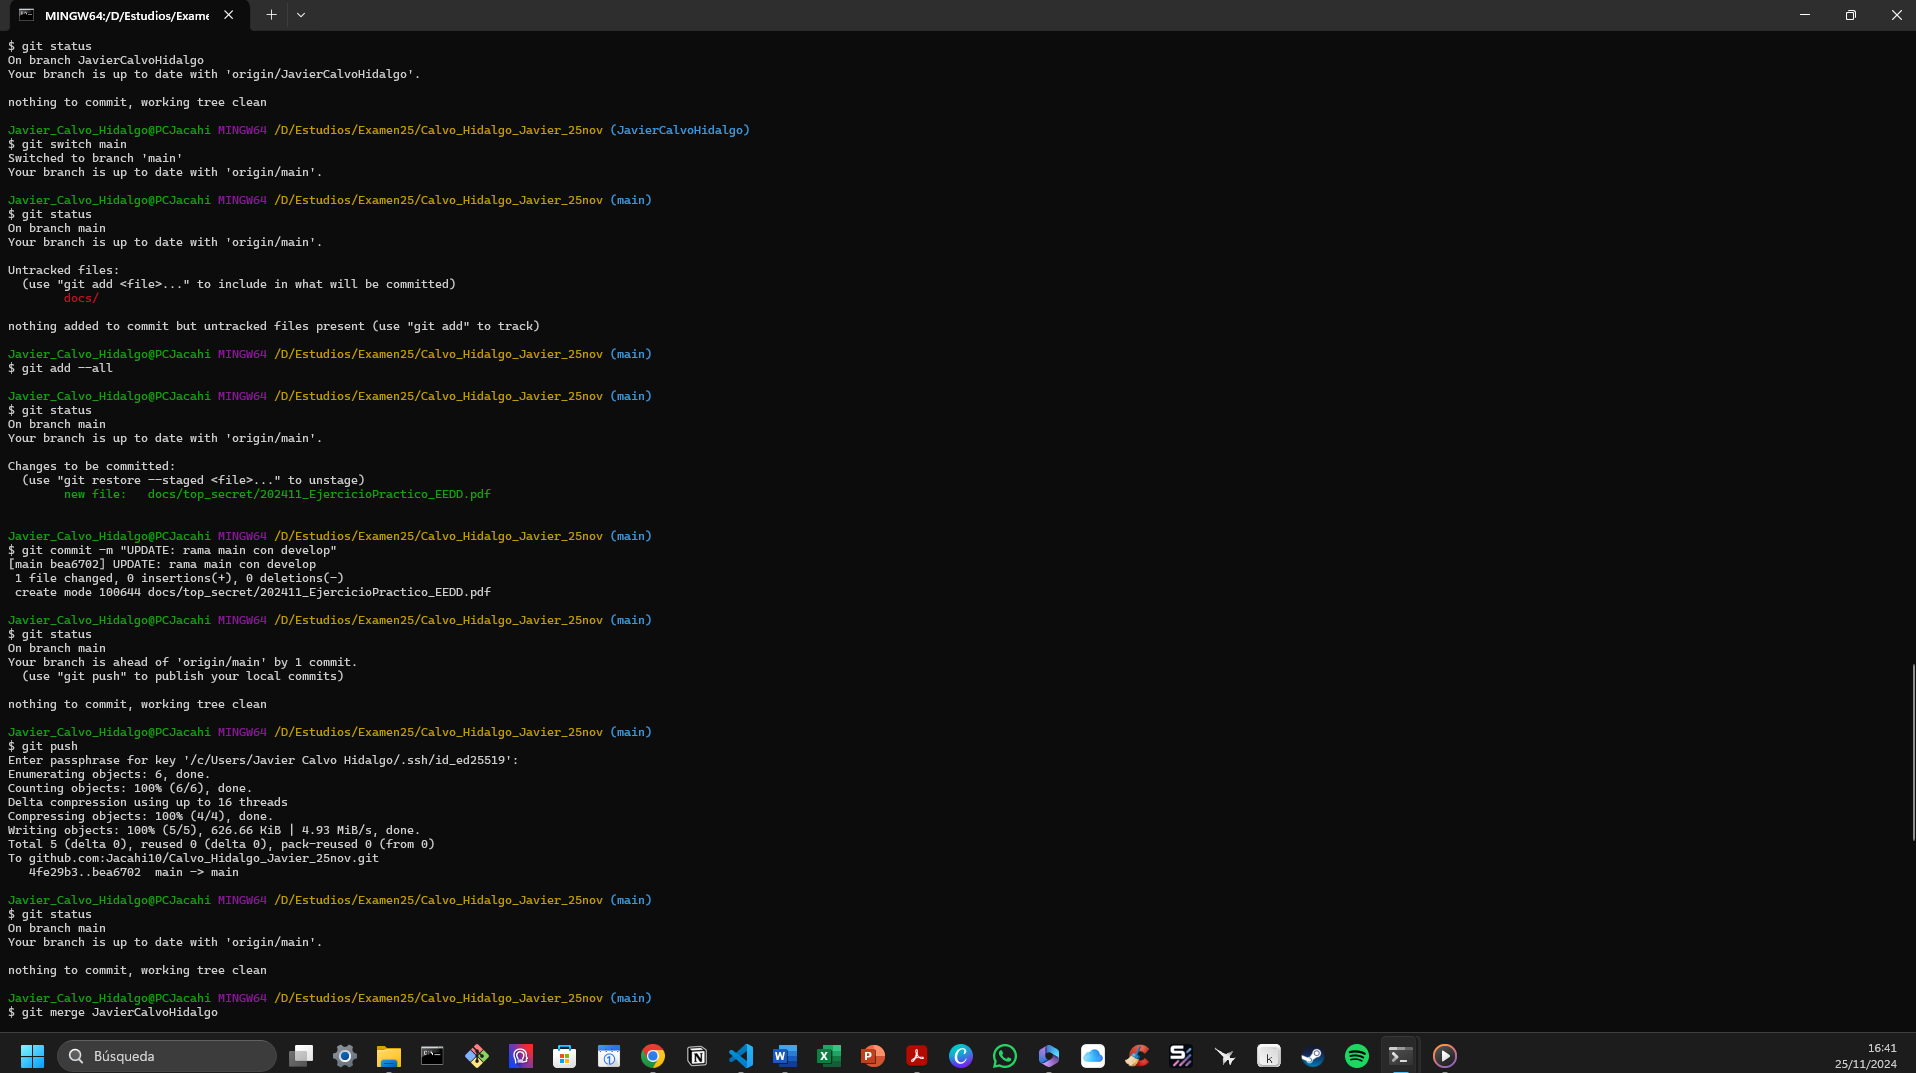 MINGW64:/D/Estudios/Exame
$ git status
On branch JavierCalvoHidalgo
Your branch is up to date with 'origin/JavierCalvoHidalgo'.
nothing to commit, working tree clean
Javier_Calvo_Hidalgo@PCJacahi MINGW64 /D/Estudios/Examen25/Calvo_Hidalgo_Javier_25nov (JavierCalvoHidalgo)
$ git switch main
Switched to branch 'main'
Your branch is up to date with 'origin/main'.
Javier_Calvo_Hidalgo@PCJacahi MINGW64 /D/Estudios/Examen25/Calvo_Hidalgo_Javier_25nov (main)
$ git status
On branch main
Your branch is up to date with 'origin/main'.
Untracked files:
(use "git add <file>..." to include in what will be committed)
docs/
nothing added to commit but untracked files present (use "git add" to track)
Javier_Calvo_Hidalgo@PCJacahi MINGW64 /D/Estudios/Examen25/Calvo_Hidalgo_Javier_25nov (main)
$ git add --all
Javier_Calvo_Hidalgo@PCJacahi MINGW64 /D/Estudios/Examen25/Calvo_Hidalgo_Javier_25nov (main)
$ git status
On branch main
Your branch is up to date with 'origin/main'.
Changes to be committed:
(use "git restore --staged <file>..." to unstage)
new file:   docs/top_secret/202411_EjercicioPractico_EEDD.pdf
Javier_Calvo_Hidalgo@PCJacahi MINGW64 /D/Estudios/Examen25/Calvo_Hidalgo_Javier_25nov (main)
$ git commit -m "UPDATE: rama main con develop"
[main bea6702] UPDATE: rama main con develop
1 file changed, 0 insertions(+), 0 deletions(-)
create mode 100644 docs/top_secret/202411_EjercicioPractico_EEDD.pdf
Javier_Calvo_Hidalgo@PCJacahi MINGW64 /D/Estudios/Examen25/Calvo_Hidalgo_Javier_25nov (main)
$ git status
On branch main
Your branch is ahead of 'origin/main' by 1 commit.
(use "git push" to publish your local commits)
nothing to commit, working tree clean
Javier_Calvo_Hidalgo@PCJacahi MINGW64 /D/Estudios/Examen25/Calvo_Hidalgo_Javier_25nov (main)
$ git push
Enter passphrase for key '/c/Users/Javier Calvo Hidalgo/.ssh/id_ed25519':
Enumerating objects: 6, done.
Counting objects: 100% (6/6), done.
Delta compression using up to 16 threads
Compressing objects: 100% (4/4), done.
Writing objects: 100% (5/5), 626.66 KiB | 4.93 MiB/s, done.
Total 5 (delta 0), reused 0 (delta 0), pack-reused 0 (from 0)
To github.com:Jacahi10/Calvo_Hidalgo_Javier_25nov.git
4fe29b3..bea6702  main -> main
Javier_Calvo_Hidalgo@PCJacahi MINGW64 /D/Estudios/Examen25/Calvo_Hidalgo_Javier_25nov (main)
$ git status
On branch main
Your branch is up to date with 'origin/main'.
nothing to commit, working tree clean
Javier_Calvo_Hidalgo@PCJacahi MINGW64 /D/Estudios/Examen25/Calvo_Hidalgo_Javier_25nov (main)
$ git merge JavierCalvoHidalgo
Búsqueda
16:41
25/11/2024